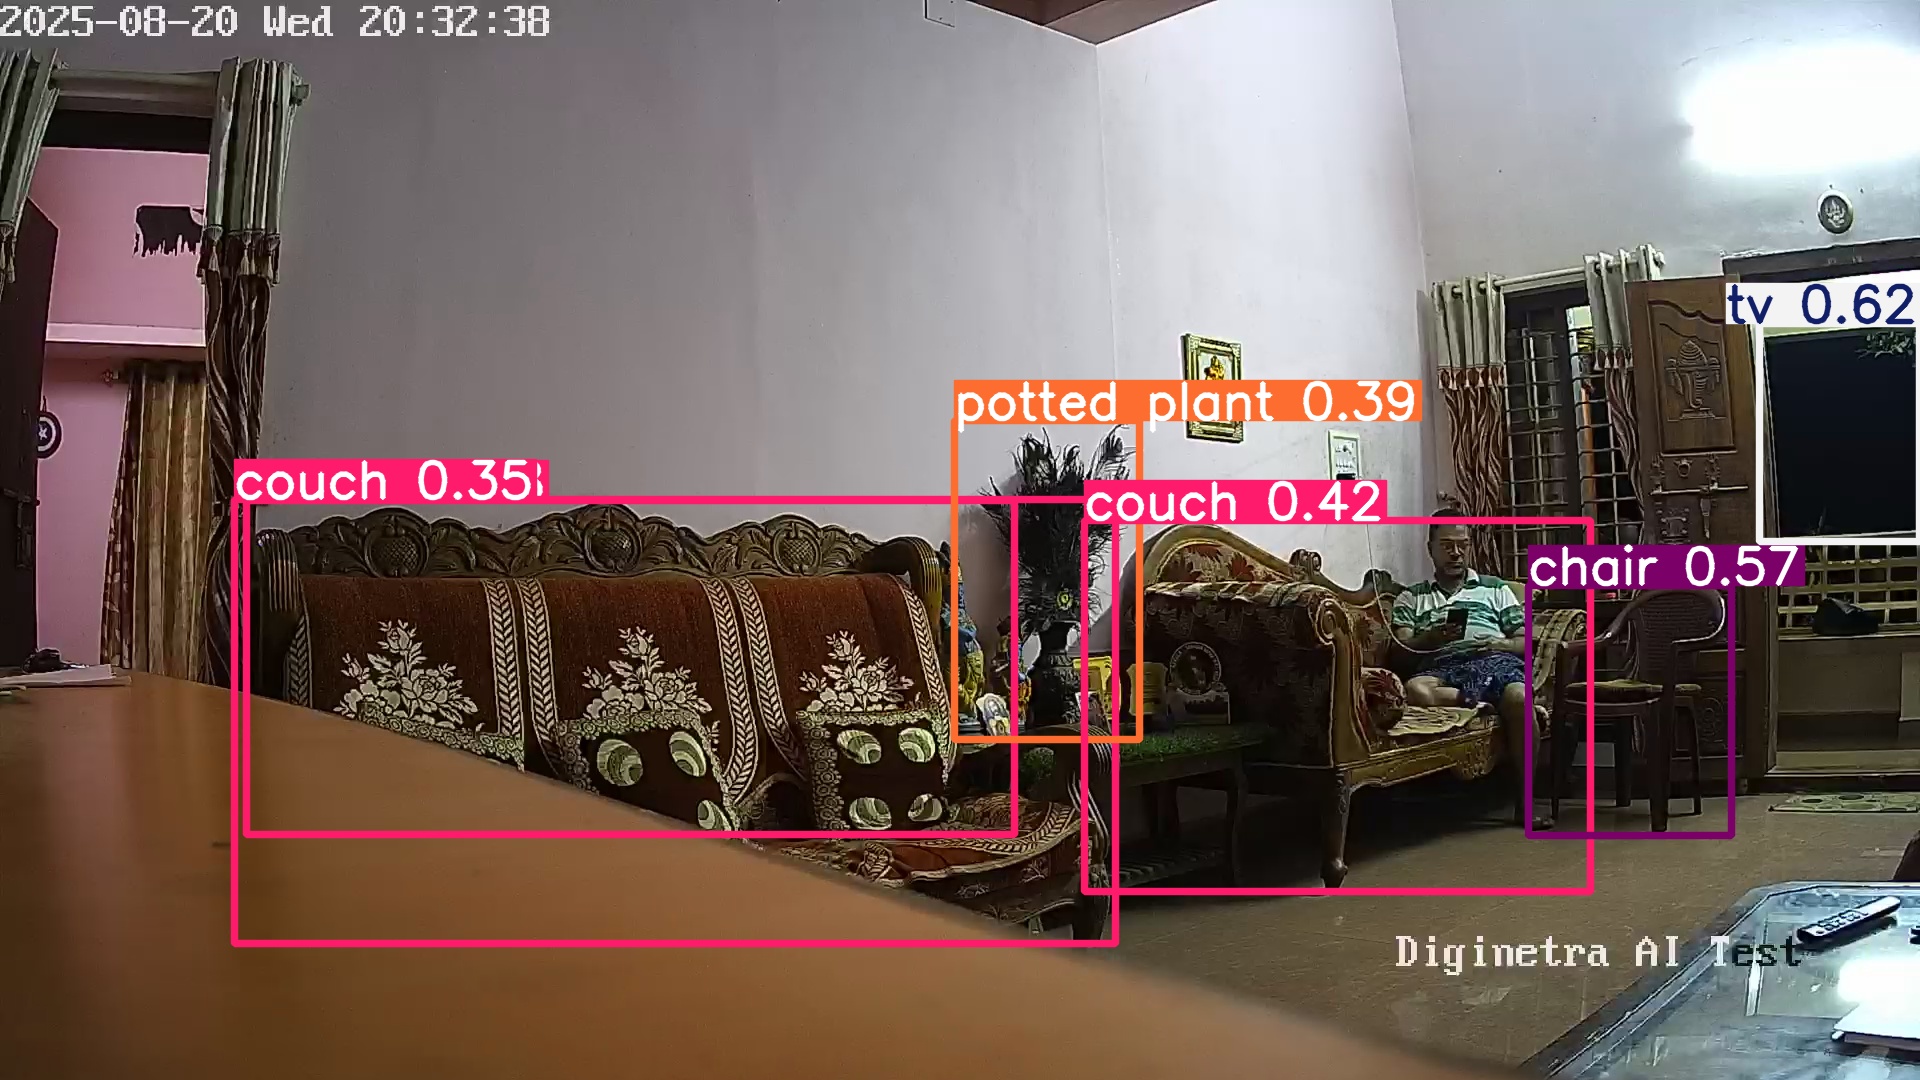 2025-08-20 Wed 20:32:38
tv 0.62
potted plant 0.39
couch 0.35
couch 0.42
chair 0.57
Diginetra AI Test